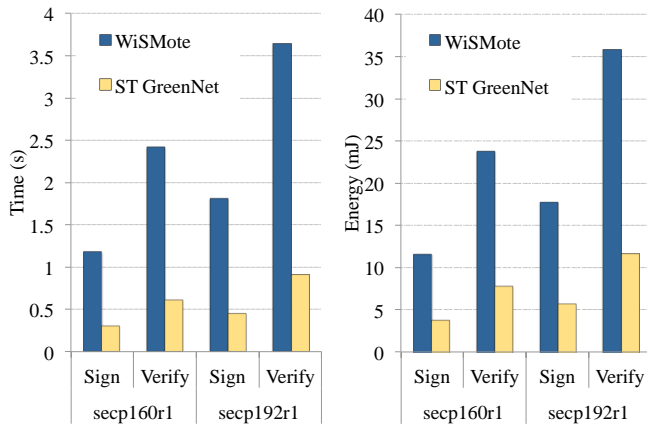 4
3.5
3
2.5
2
1.5
1
0.5
0
Time (s)
WiSMote
ST GreenNet
Sign Verify Sign Verify
secp160r1 secp192r1
40
35
30
25
20
15
10
5
0
Energy (mJ)
WiSMote
ST GreenNet
Sign Verify Sign Verify
secp160r1 secp192r1